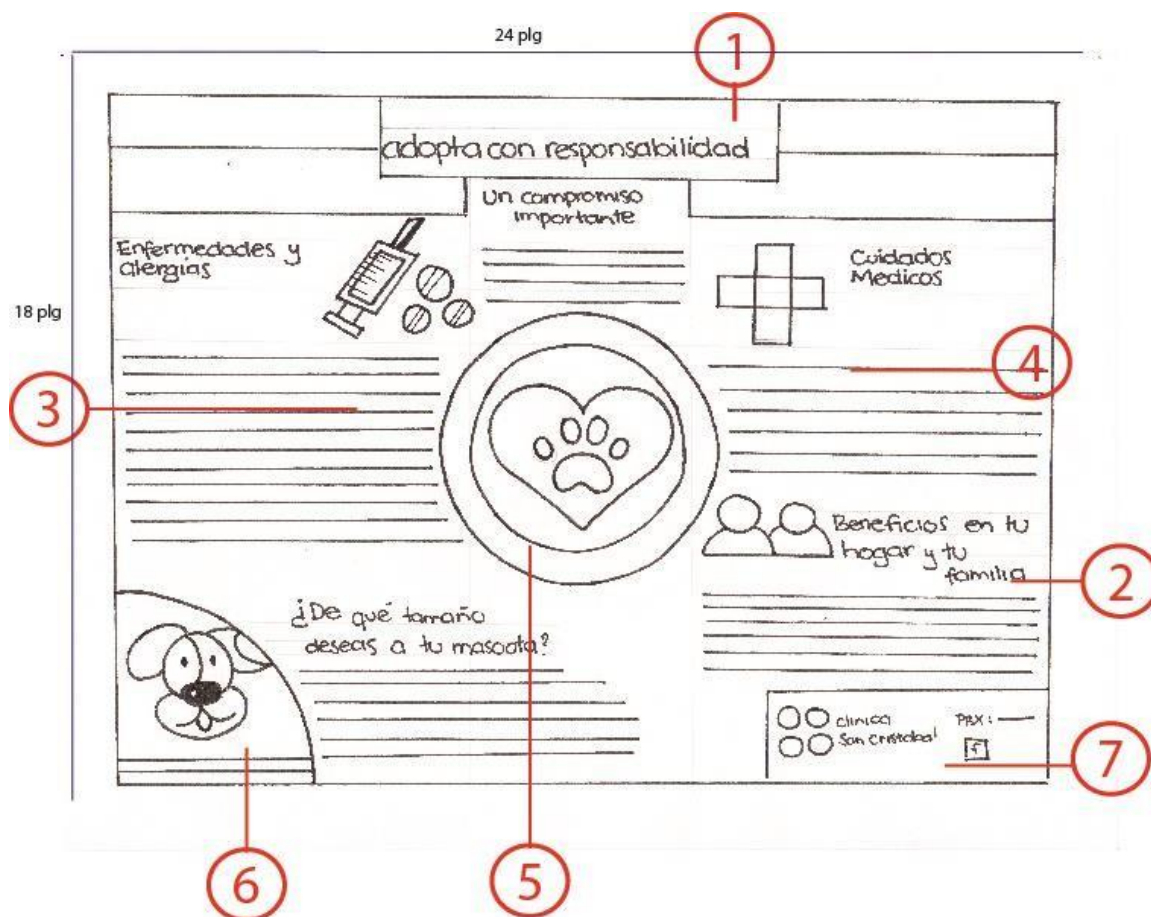 24 plg
1
adopta con responsabilidad
Un compromiso
importante
Enfermedades y
alergias
Cuidados
Medicos
18 plg
4
3
Beneficios en tu
hogar y tu
familia
2
¿De qué tamaño
deseas a tu mascota?
clinica
San Cristobal
PBX:
f
7
6
5